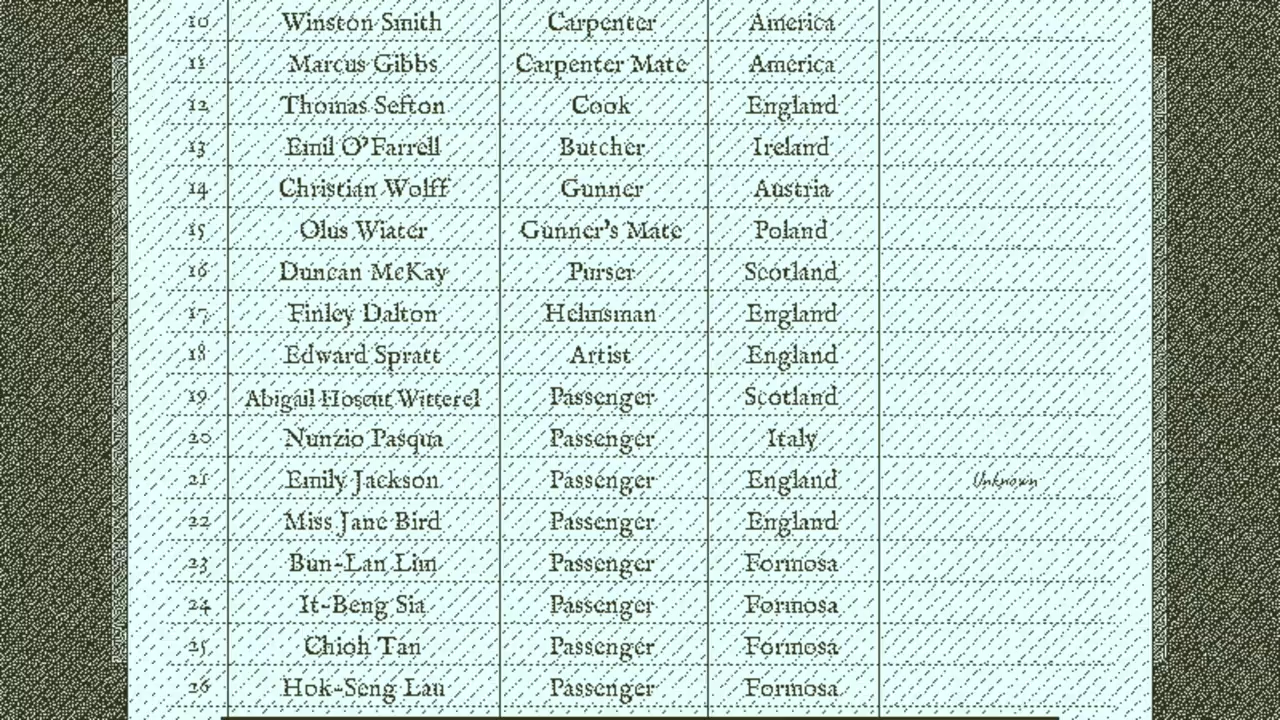 10 Winston Smith Carpenter America
11 Marcus Gibbs Carpenter Mate America
12 Thomas Sefton Cook England
13 Emil O'Farrell Butcher Ireland
14 Christian Wolff Gunner Austria
15 Olus Wiater Gunner's Mate Poland
16 Duncan McKay Purser Scotland
17 Finley Dalton Helmsman England
18 Edward Spratt Artist England
19 Abigail Hoscut Witterel Passenger Scotland
20 Nunzio Pasqua Passenger Italy
21 Emily Jackson Passenger England Unknown
22 Miss Jane Bird Passenger England
23 Bun-Lan Lim Passenger Formosa
24 It-Beng Sia Passenger Formosa
25 Chioh Tan Passenger Formosa
26 Hok-Seng Lau Passenger Formosa